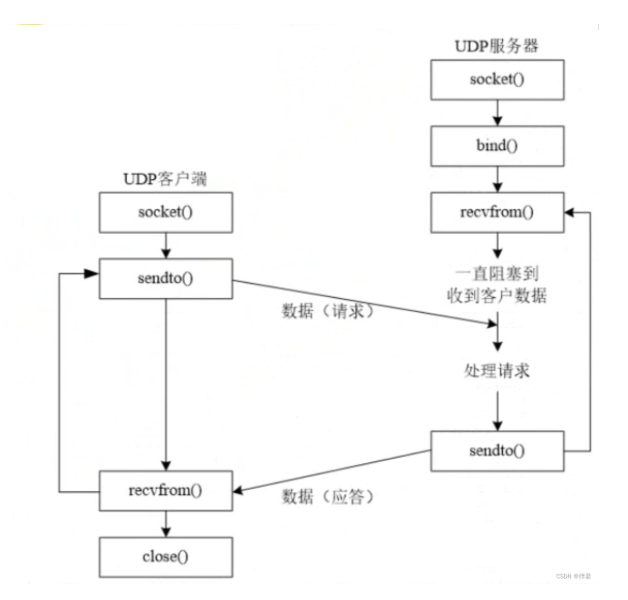 UDP服务器
socket()
bind()
UDP客户端
socket()
recvfrom()
sendto()
一直阻塞到
收到客户数据
数据（请求）
处理请求
sendto()
recvfrom()
数据（应答）
close()